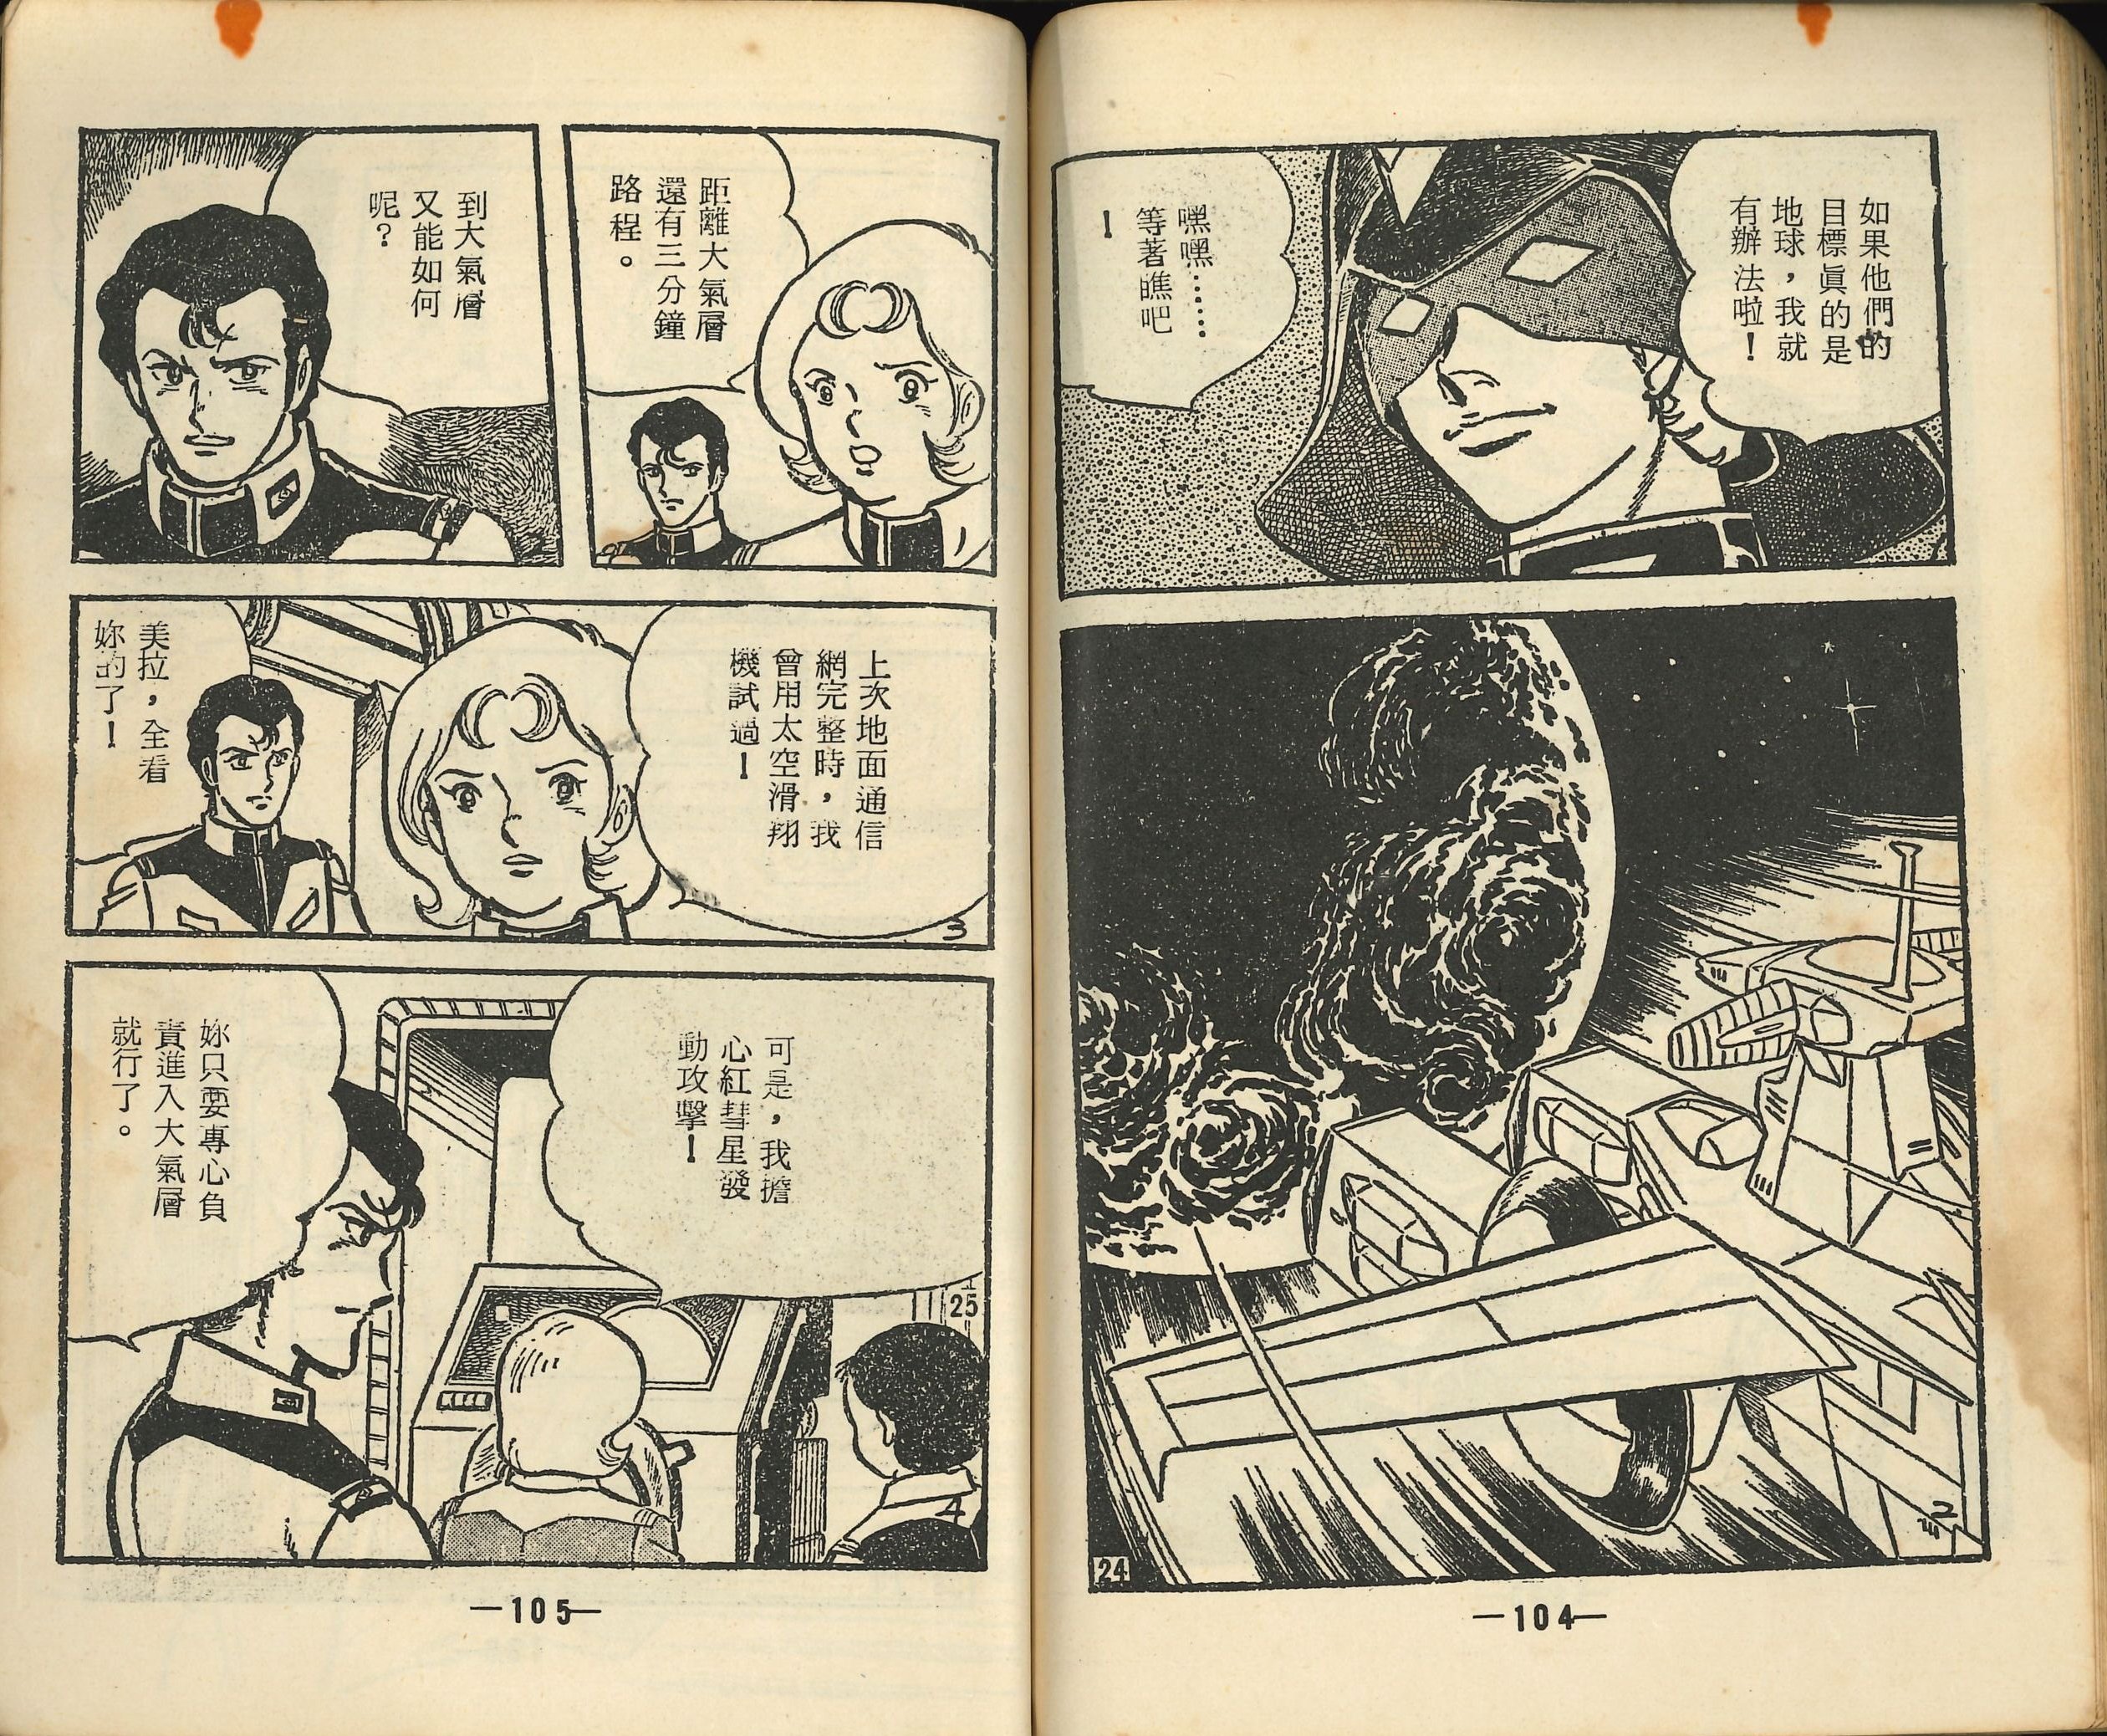 如果他們的
目標眞的是
地球，我就
有辦法啦！
嘿嘿……
等著瞧吧
！
2
24
—104—
距離大氣層
還有三分鐘
路程。
到大氣層
又能如何
呢？
上次地面通信
網完整時，我
曾用太空滑翔
機試過！
美拉，全看
妳的了！
3
可是，我擔
心紅彗星發
動攻擊！
妳只要專心負
責進入大氣層
就行了。
25
4
—105—